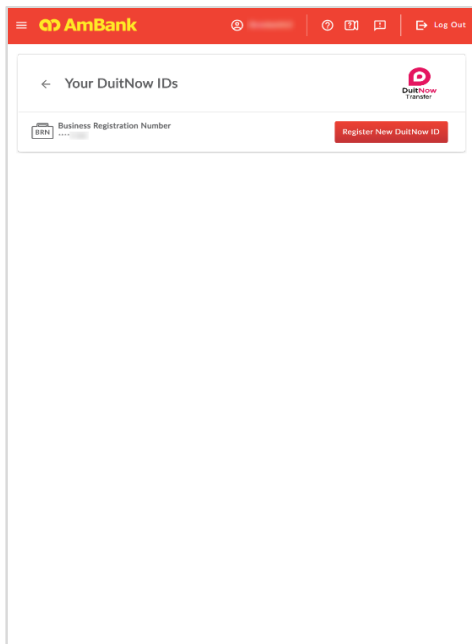 AmBank
Log Out
Your DuitNow IDs
DuitNow
Transfer
BRN
Business Registration Number
****
Register New DuitNow ID